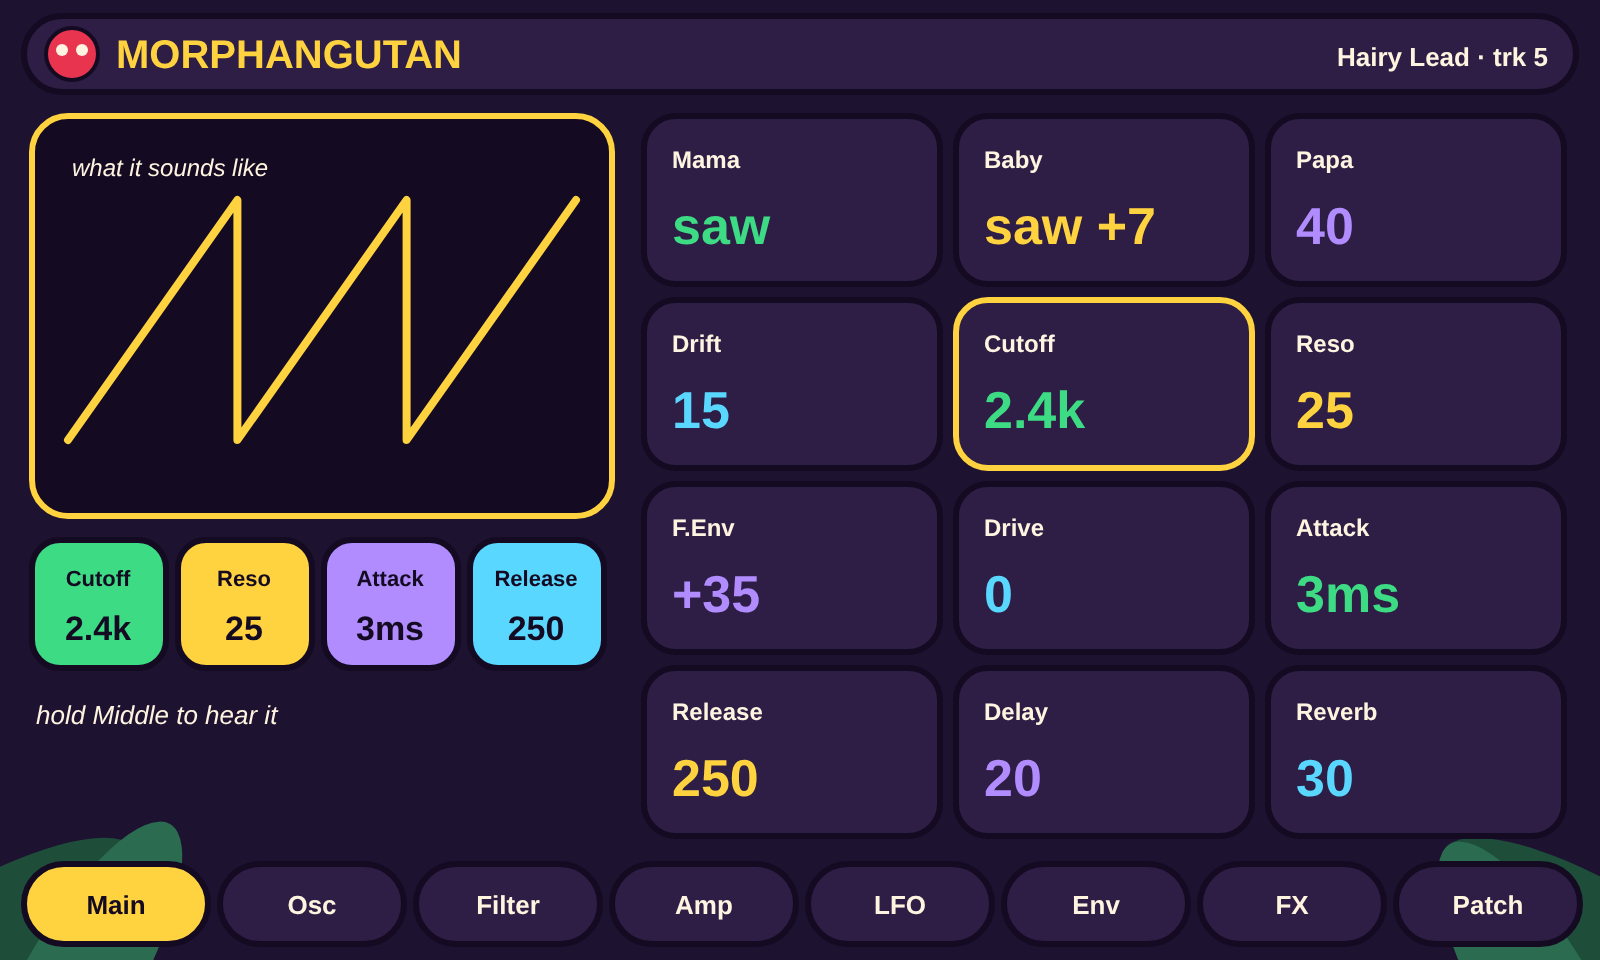 MORPHANGUTAN
Hairy Lead · trk 5
what it sounds like
Cutoff
2.4k
Reso
25
Attack
3ms
Release
250
hold Middle to hear it
Mama
saw
Baby
saw +7
Papa
40
Drift
15
Cutoff
2.4k
Reso
25
F.Env
+35
Drive
0
Attack
3ms
Release
250
Delay
20
Reverb
30
Main
Osc
Filter
Amp
LFO
Env
FX
Patch